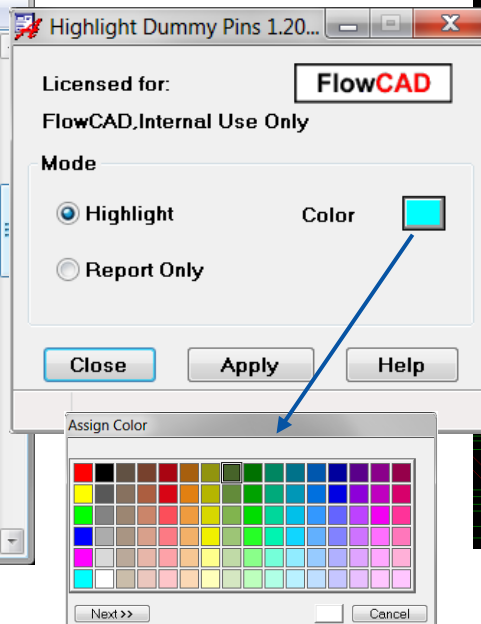 Highlight Dummy Pins 1.20...
Licensed for:
FlowCAD
FlowCAD,Internal Use Only
Mode
Highlight
Color
Report Only
Close
Apply
Help
Assign Color
Next>>
Cancel